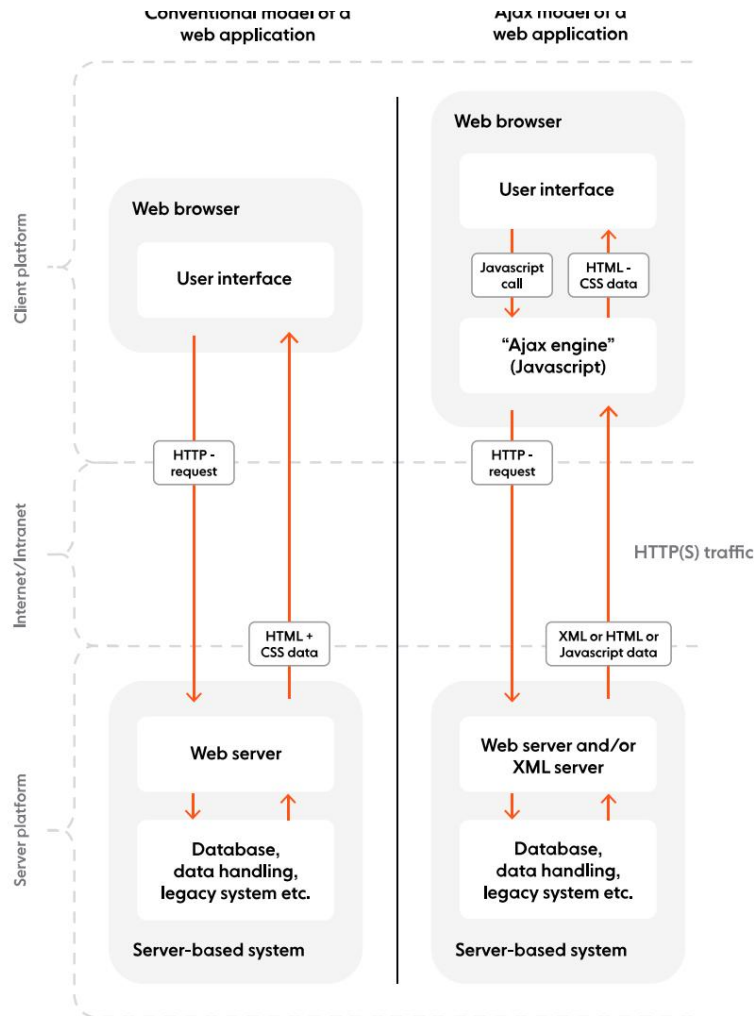 Conventional model of a
web application
Ajax model of a
web application
Client platform
Web browser
User interface
HTTP -
request
Internet/Intranet
HTML +
CSS data
Server platform
Web server
Database,
data handling,
legacy system etc.
Server-based system
Web browser
User interface
Javascript
call
HTML -
CSS data
“Ajax engine”
(Javascript)
HTTP -
request
HTTP(S) traffic
XML or HTML or
Javascript data
Web server and/or
XML server
Database,
data handling,
legacy system etc.
Server-based system